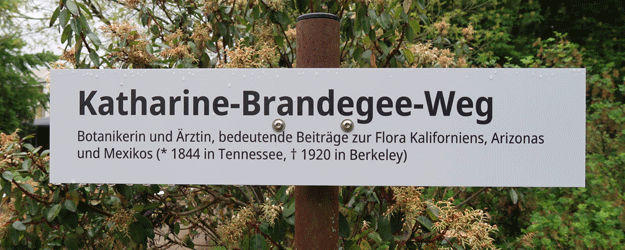 Katharine-Brandegee-Weg
Botanikerin und Ärztin, bedeutende Beiträge zur Flora Kaliforniens, Arizonas
und Mexikos (* 1844 in Tennessee, † 1920 in Berkeley)